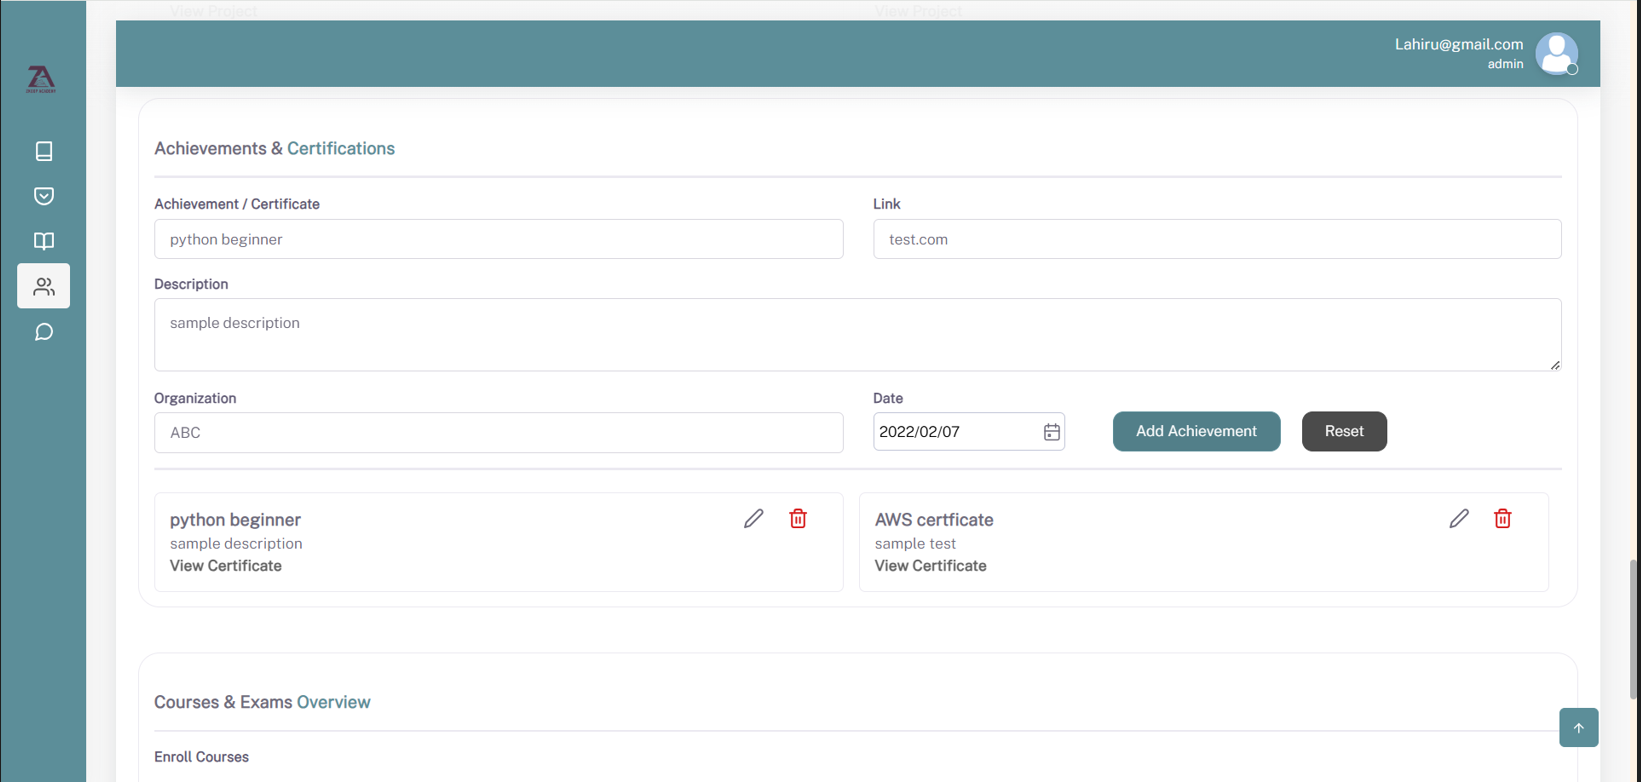 View Project
View Project
Lahiru@gmail.com
admin
Achievements & Certifications
Achievement / Certificate
Link
python beginner
test.com
Description
sample description
Organization
Date
ABC
2022/02/07
Add Achievement
Reset
python beginner
sample description
View Certificate
AWS certficate
sample test
View Certificate
Courses & Exams Overview
Enroll Courses